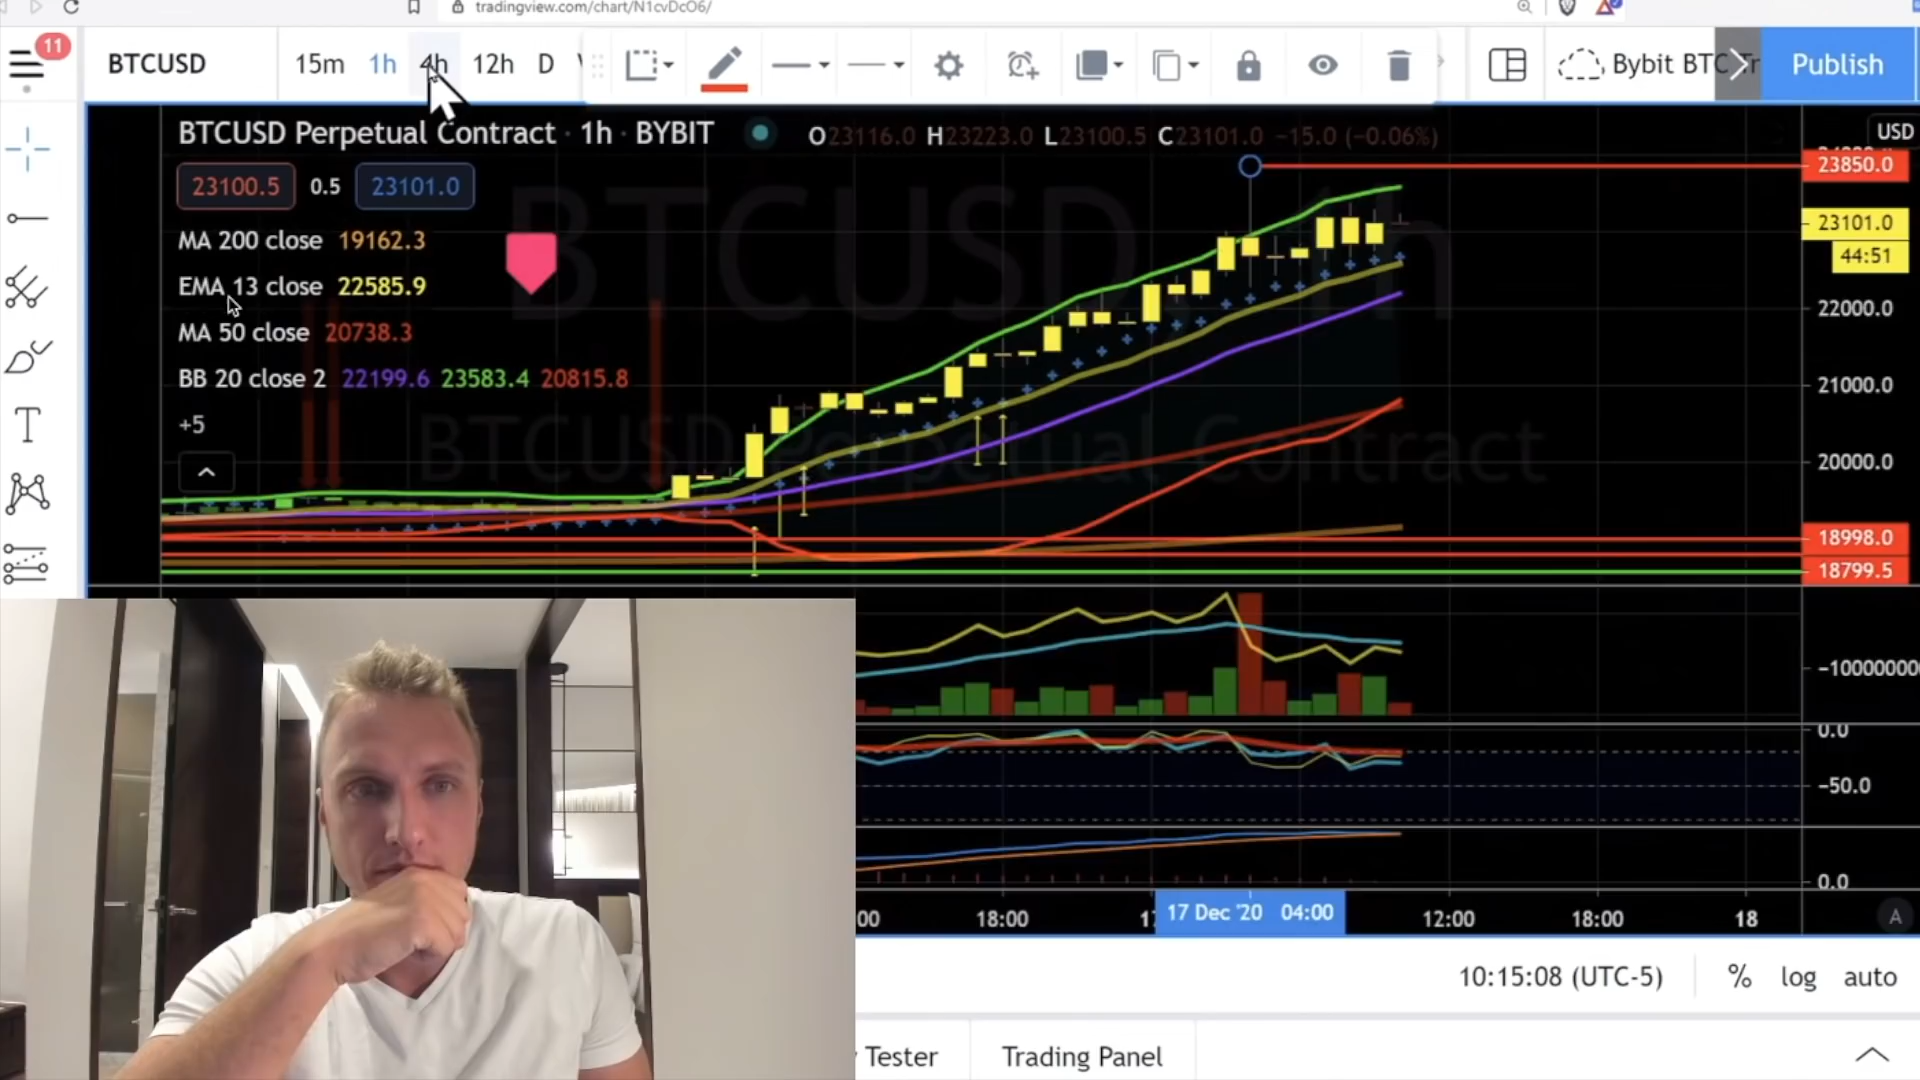 tradingview.com/chart/N1cvDcO6/
11
BTCUSD 15m 1h 4h 12h D
Bybit BTC Tr
Publish
BTCUSD Perpetual Contract · 1h · BYBIT
O23116.0 H23223.0 L23100.5 C23101.0 −15.0 (−0.06%)
USD
23100.5 0.5 23101.0
23850.0
MA 200 close 19162.3
23101.0
44:51
EMA 13 close 22585.9
22000.0
MA 50 close 20738.3
BB 20 close 2 22199.6 23583.4 20815.8
21000.0
+5
20000.0
BTCUSD Perpetual Contract
18998.0
18799.5
−10000000
0.0
−50.0
0.0
:00 18:00 17 Dec '20 04:00 12:00 18:00 18
A
10:15:08 (UTC-5) % log auto
Tester Trading Panel